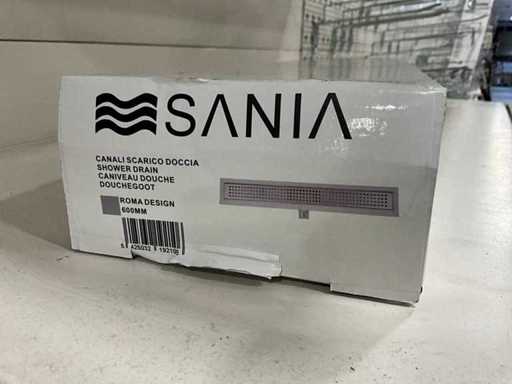 SANIA
CANALI SCARICO DOCCIA
SHOWER DRAIN
CANIVEAU DOUCHE
DOUCHEGOOT
ROMA DESIGN
600MM